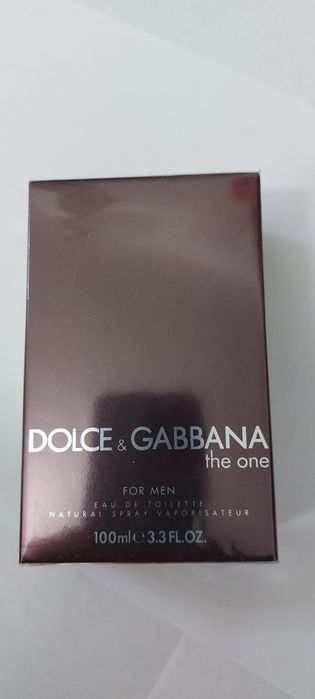 DOLCE & GABBANA
the one
FOR MEN
EAU DE TOILETTE
NATURAL SPRAY VAPORISATEUR
100ml ℮ 3.3 FL.OZ.